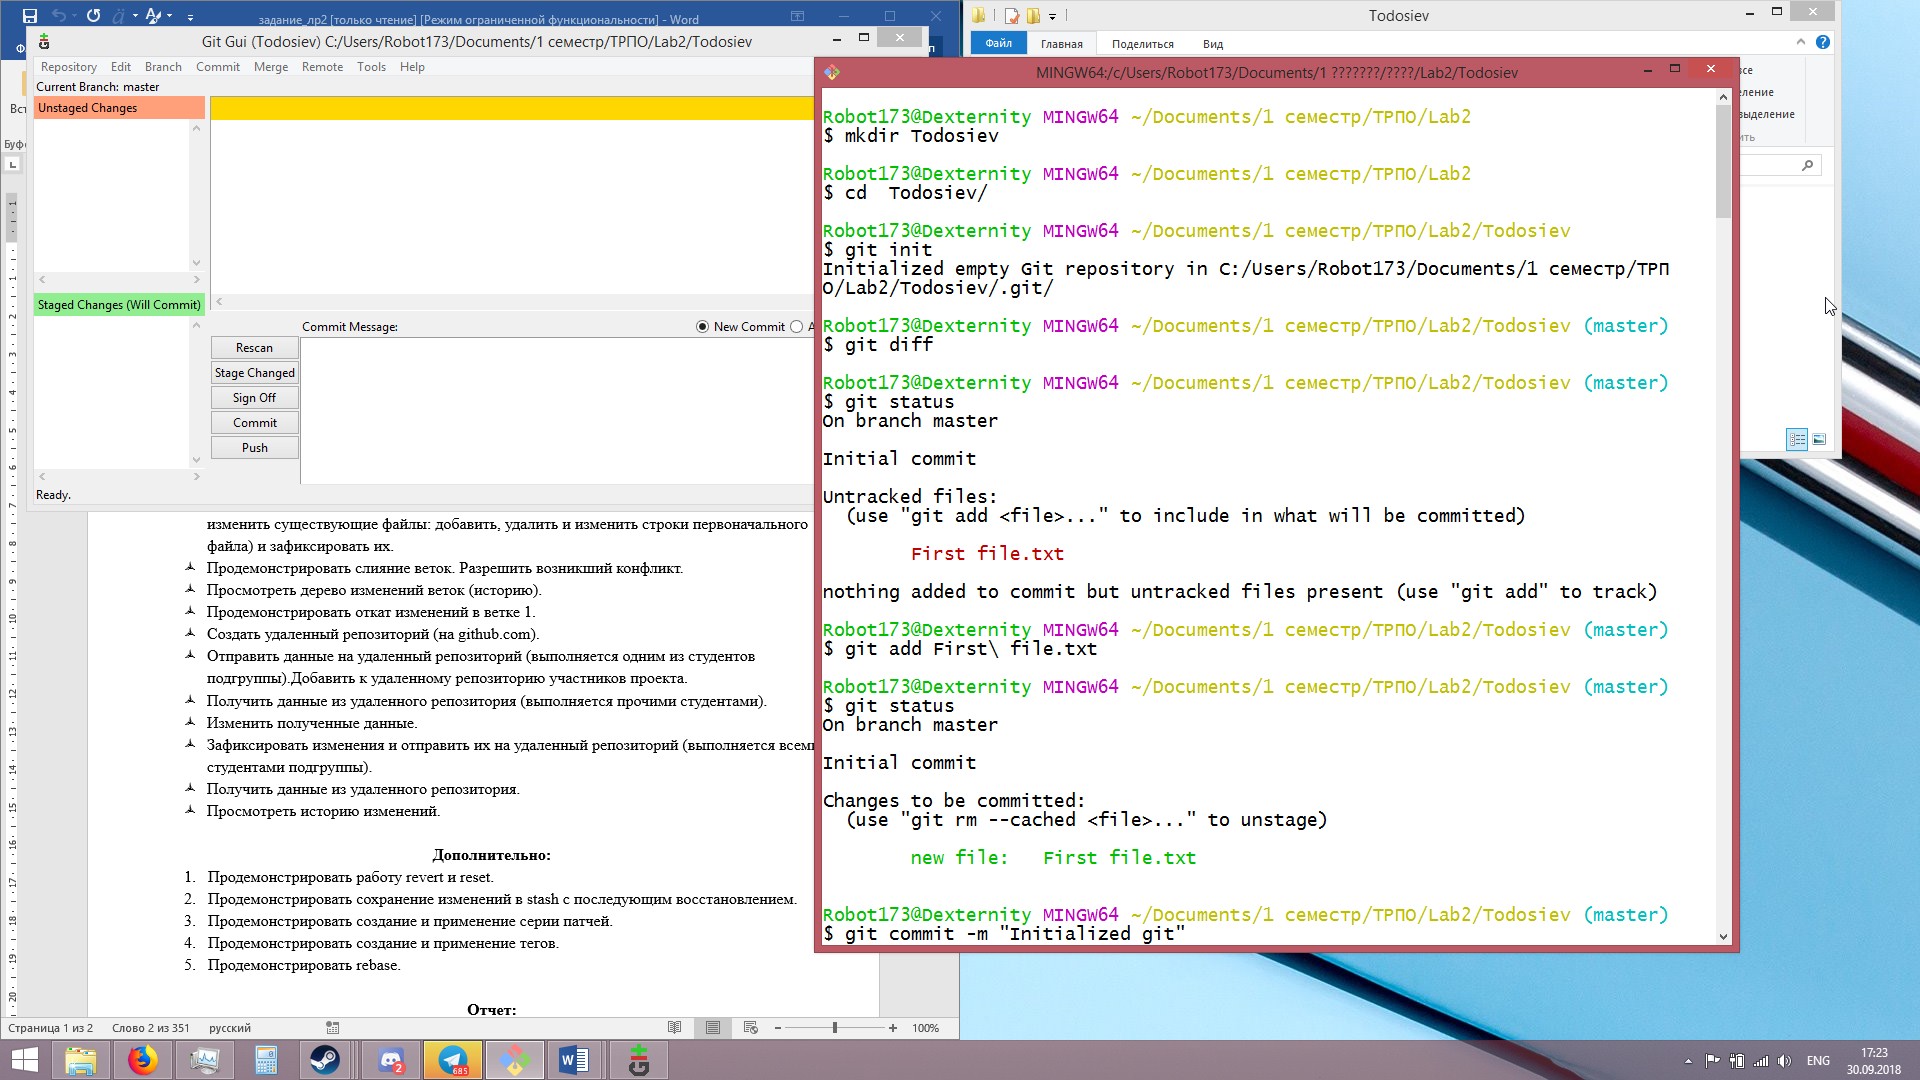 задание_лр2 [только чтение] [Режим ограниченной функциональности] - Word
Git Gui (Todosiev) C:/Users/Robot173/Documents/1 семестр/ТРПО/Lab2/Todosiev
Repository Edit Branch Commit Merge Remote Tools Help
Current Branch: master
Unstaged Changes
Staged Changes (Will Commit)
Commit Message:
New Commit
Rescan
Stage Changed
Sign Off
Commit
Push
Ready.
изменить существующие файлы: добавить, удалить и изменить строки первоначального
файла) и зафиксировать их.
Продемонстрировать слияние веток. Разрешить возникший конфликт.
Просмотреть дерево изменений веток (историю).
Продемонстрировать откат изменений в ветке 1.
Создать удаленный репозиторий (на github.com).
Отправить данные на удаленный репозиторий (выполняется одним из студентов
подгруппы).Добавить к удаленному репозиторию участников проекта.
Получить данные из удаленного репозитория (выполняется прочими студентами).
Изменить полученные данные.
Зафиксировать изменения и отправить их на удаленный репозиторий (выполняется всеми
студентами подгруппы).
Получить данные из удаленного репозитория.
Просмотреть историю изменений.
Дополнительно:
1. Продемонстрировать работу revert и reset.
2. Продемонстрировать сохранение изменений в stash с последующим восстановлением.
3. Продемонстрировать создание и применение серии патчей.
4. Продемонстрировать создание и применение тегов.
5. Продемонстрировать rebase.
Отчет:
Страница 1 из 2 Слово 2 из 351 русский 100%
Todosiev
Файл Главная Поделиться Вид
MINGW64:/c/Users/Robot173/Documents/1 ???????/????/Lab2/Todosiev
Robot173@Dexternity MINGW64 ~/Documents/1 семестр/ТРПО/Lab2
$ mkdir Todosiev
Robot173@Dexternity MINGW64 ~/Documents/1 семестр/ТРПО/Lab2
$ cd  Todosiev/
Robot173@Dexternity MINGW64 ~/Documents/1 семестр/ТРПО/Lab2/Todosiev
$ git init
Initialized empty Git repository in C:/Users/Robot173/Documents/1 семестр/ТРП
О/Lab2/Todosiev/.git/
Robot173@Dexternity MINGW64 ~/Documents/1 семестр/ТРПО/Lab2/Todosiev (master)
$ git diff
Robot173@Dexternity MINGW64 ~/Documents/1 семестр/ТРПО/Lab2/Todosiev (master)
$ git status
On branch master
Initial commit
Untracked files:
(use "git add <file>..." to include in what will be committed)
First file.txt
nothing added to commit but untracked files present (use "git add" to track)
Robot173@Dexternity MINGW64 ~/Documents/1 семестр/ТРПО/Lab2/Todosiev (master)
$ git add First\ file.txt
Robot173@Dexternity MINGW64 ~/Documents/1 семестр/ТРПО/Lab2/Todosiev (master)
$ git status
On branch master
Initial commit
Changes to be committed:
(use "git rm --cached <file>..." to unstage)
new file:   First file.txt
Robot173@Dexternity MINGW64 ~/Documents/1 семестр/ТРПО/Lab2/Todosiev (master)
$ git commit -m "Initialized git"
2
685
ENG
17:23
30.09.2018